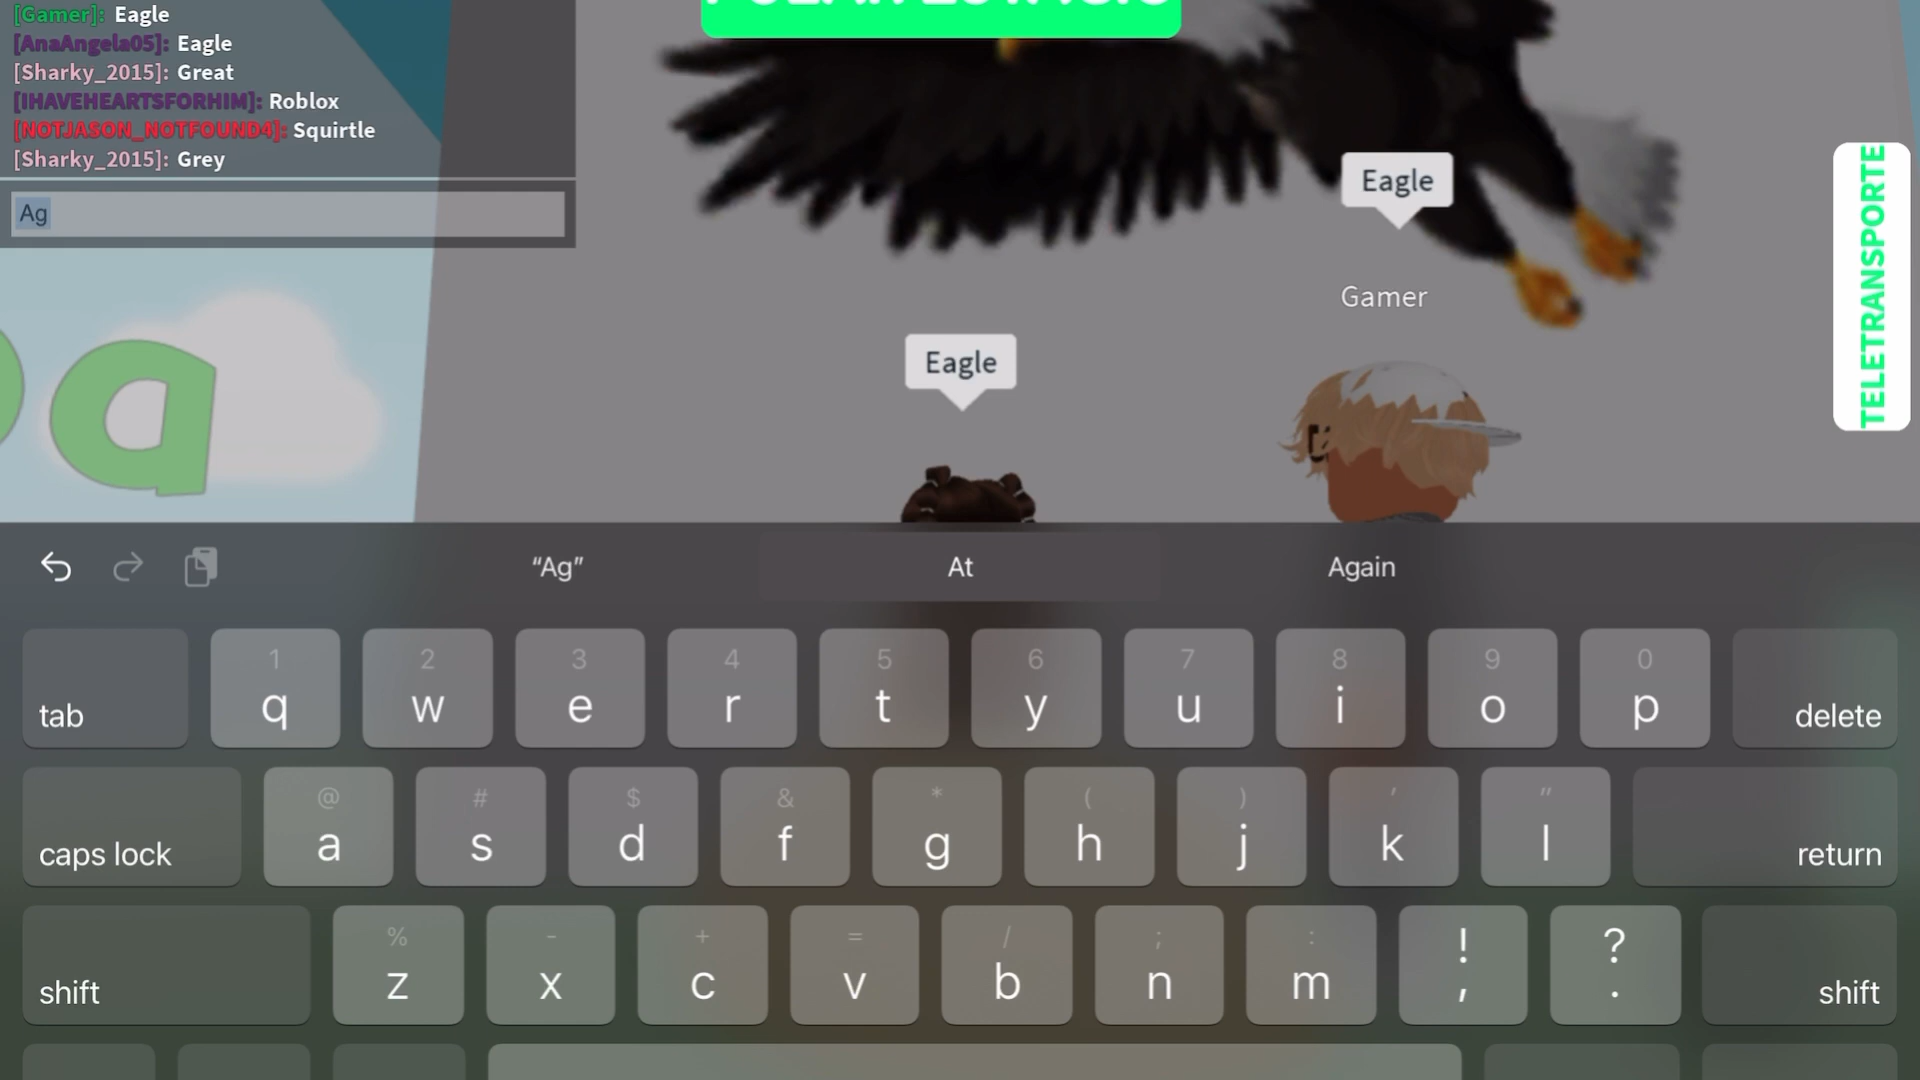 [Gamer]: Eagle
[AnaAngela05]: Eagle
[Sharky_2015]: Great
[IHAVEHEARTSFORHIM]: Roblox
[NOTJASON_NOTFOUND4]: Squirtle
[Sharky_2015]: Grey
Ag
Eagle
Gamer
Eagle
TELETRANSPORTE
a
“Ag” At Again
1 2 3 4 5 6 7 8 9 0
tab q w e r t y u i o p delete
@ # $ & * ( ) ' "
caps lock a s d f g h j k l return
% - + = / ; : ! ?
shift z x c v b n m , . shift